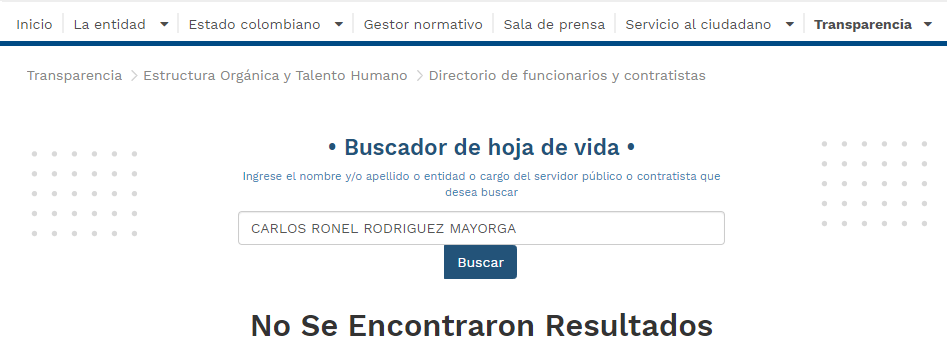 Inicio La entidad Estado colombiano Gestor normativo Sala de prensa Servicio al ciudadano Transparencia
Transparencia > Estructura Orgánica y Talento Humano > Directorio de funcionarios y contratistas
• Buscador de hoja de vida •
Ingrese el nombre y/o apellido o entidad o cargo del servidor público o contratista que
desea buscar
CARLOS RONEL RODRIGUEZ MAYORGA
Buscar
No Se Encontraron Resultados